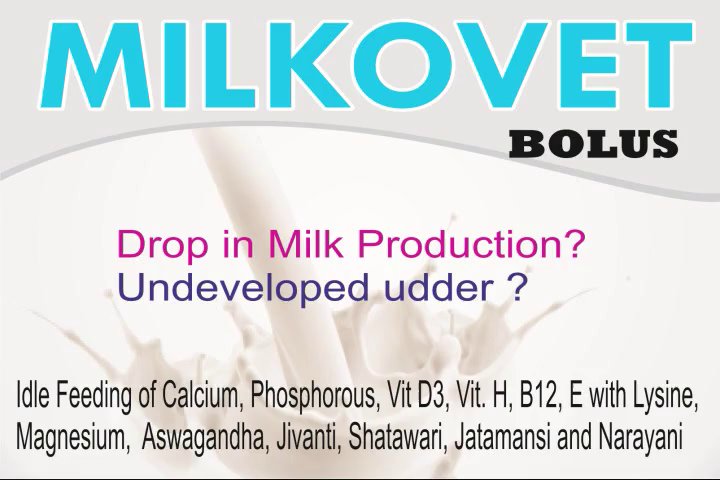 MILKOVET
BOLUS
Drop in Milk Production?
Undeveloped udder ?
Idle Feeding of Calcium, Phosphorous, Vit D3, Vit. H, B12, E with Lysine,
Magnesium, Aswagandha, Jivanti, Shatawari, Jatamansi and Narayani